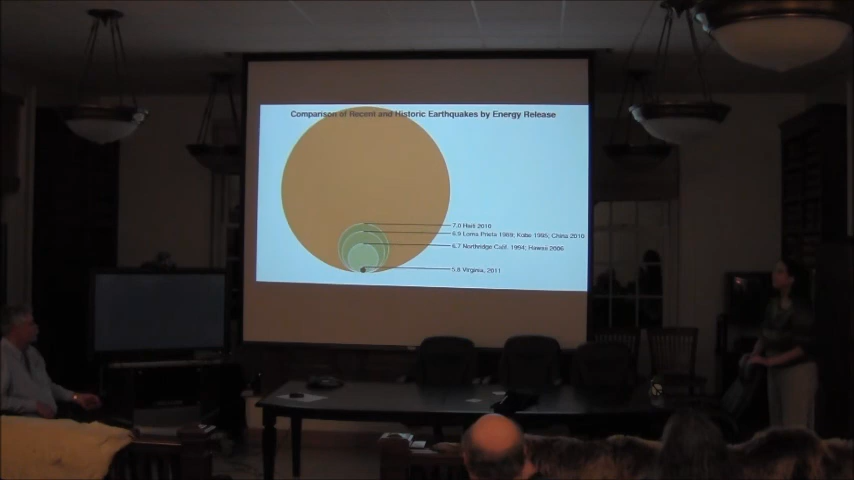 Comparison of Recent and Historic Earthquakes by Energy Release
7.0 Haiti 2010
6.9 Loma Prieta 1989; Kobe 1995; China 2010
6.7 Northridge Calif. 1994; Hawaii 2006
5.8 Virginia, 2011